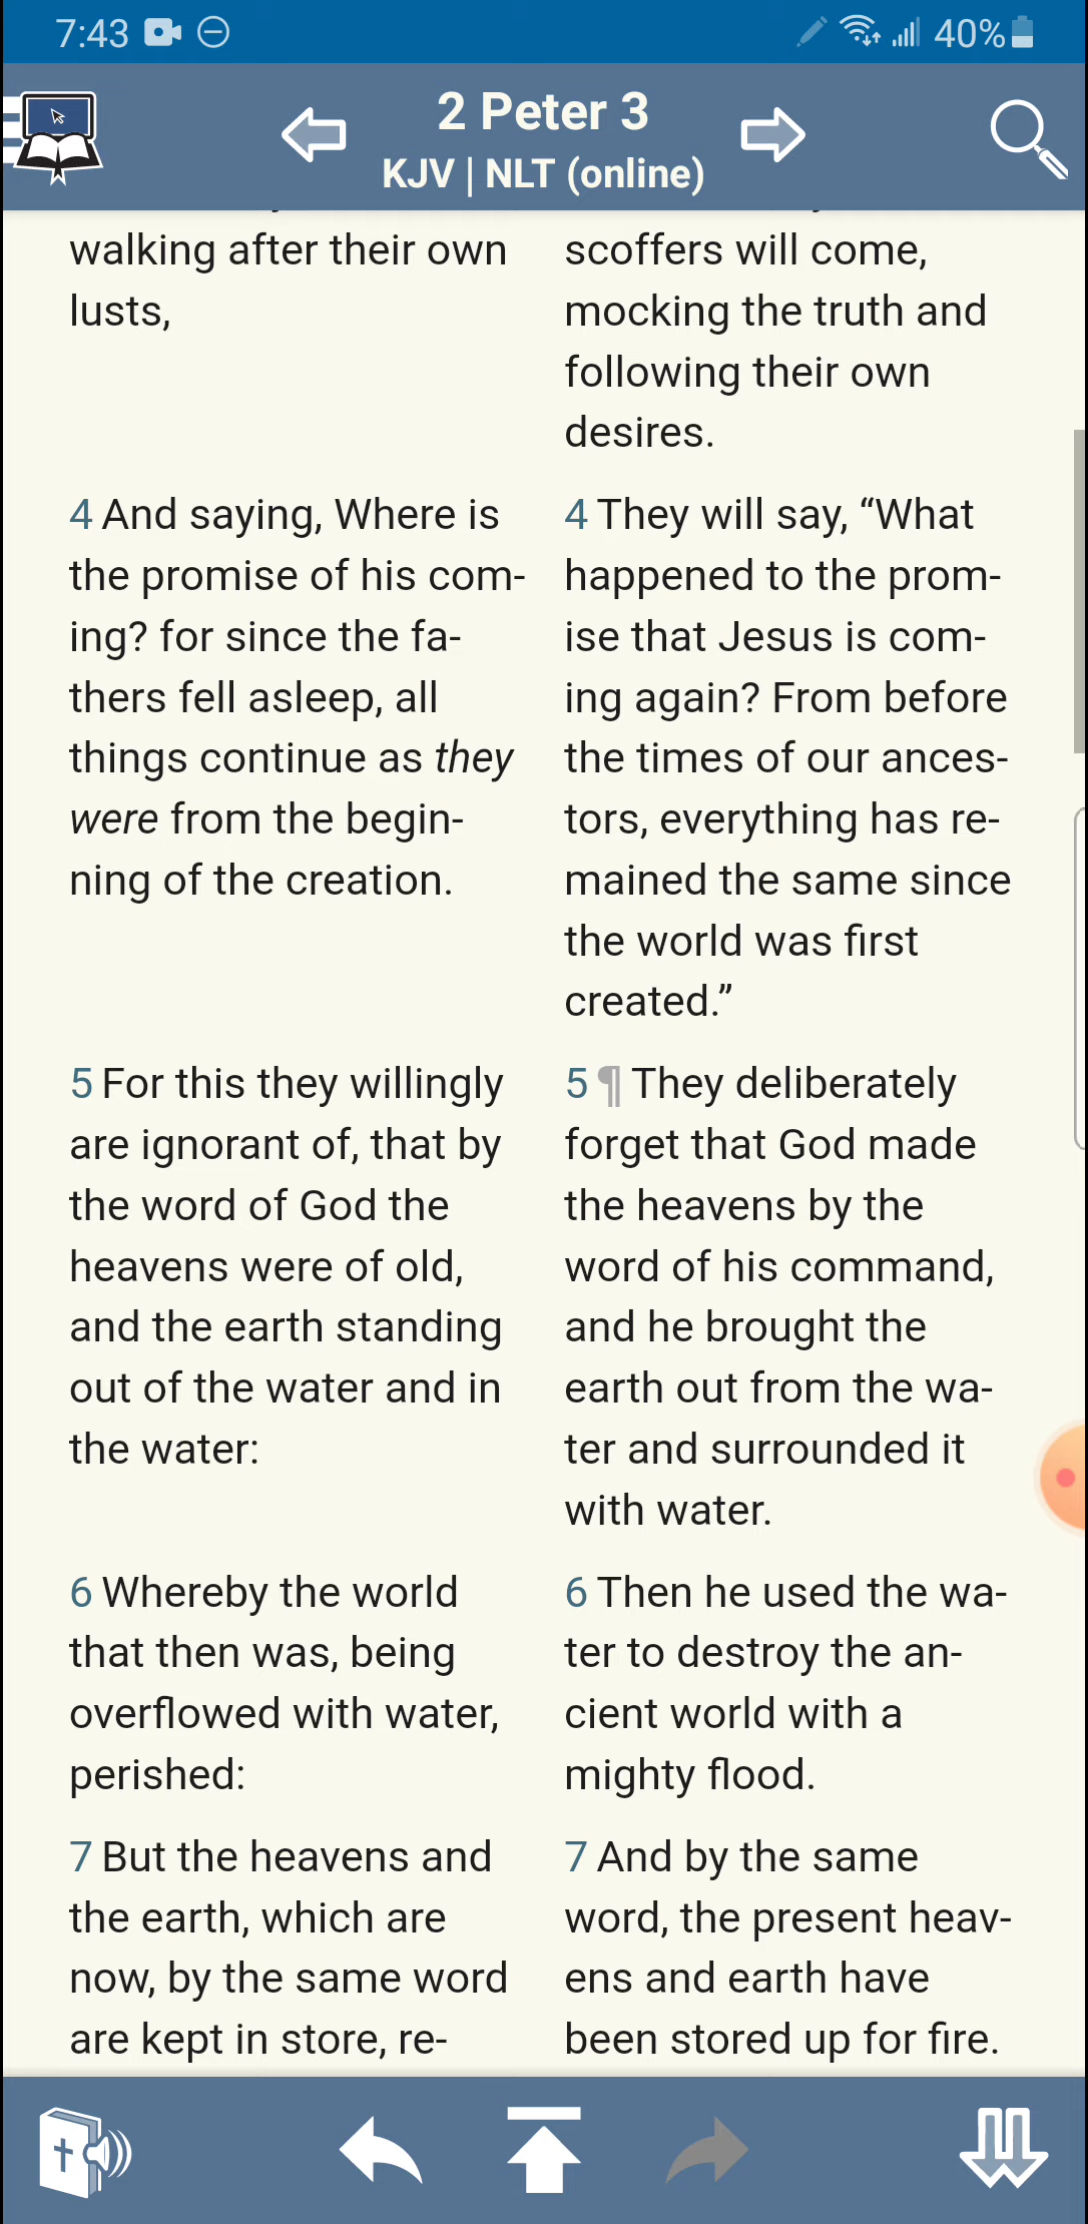 7:43
40%
2 Peter 3
KJV | NLT (online)
walking after their own
lusts,
scoffers will come,
mocking the truth and
following their own
desires.
4 And saying, Where is
the promise of his com-
ing? for since the fa-
thers fell asleep, all
things continue as they
were from the begin-
ning of the creation.
4 They will say, “What
happened to the prom-
ise that Jesus is com-
ing again? From before
the times of our ances-
tors, everything has re-
mained the same since
the world was first
created.”
5 For this they willingly
are ignorant of, that by
the word of God the
heavens were of old,
and the earth standing
out of the water and in
the water:
5 ¶ They deliberately
forget that God made
the heavens by the
word of his command,
and he brought the
earth out from the wa-
ter and surrounded it
with water.
6 Whereby the world
that then was, being
overflowed with water,
perished:
6 Then he used the wa-
ter to destroy the an-
cient world with a
mighty flood.
7 But the heavens and
the earth, which are
now, by the same word
are kept in store, re-
7 And by the same
word, the present heav-
ens and earth have
been stored up for fire.